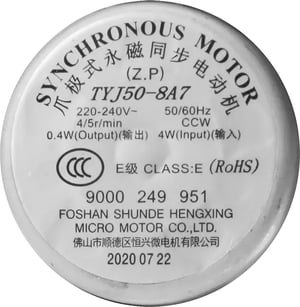 SYNCHRONOUS MOTOR
爪极式永磁同步电动机
(Z.P)
TYJ50-8A7
220-240V~ 50/60Hz
4/5r/min CCW
0.4W(Output)(输出) 4W(Input)(输入)
CCC E级 CLASS:E (RoHS)
9000 249 951
FOSHAN SHUNDE HENGXING
MICRO MOTOR CO.,LTD.
佛山市顺德区恒兴微电机有限公司
2020 07 22